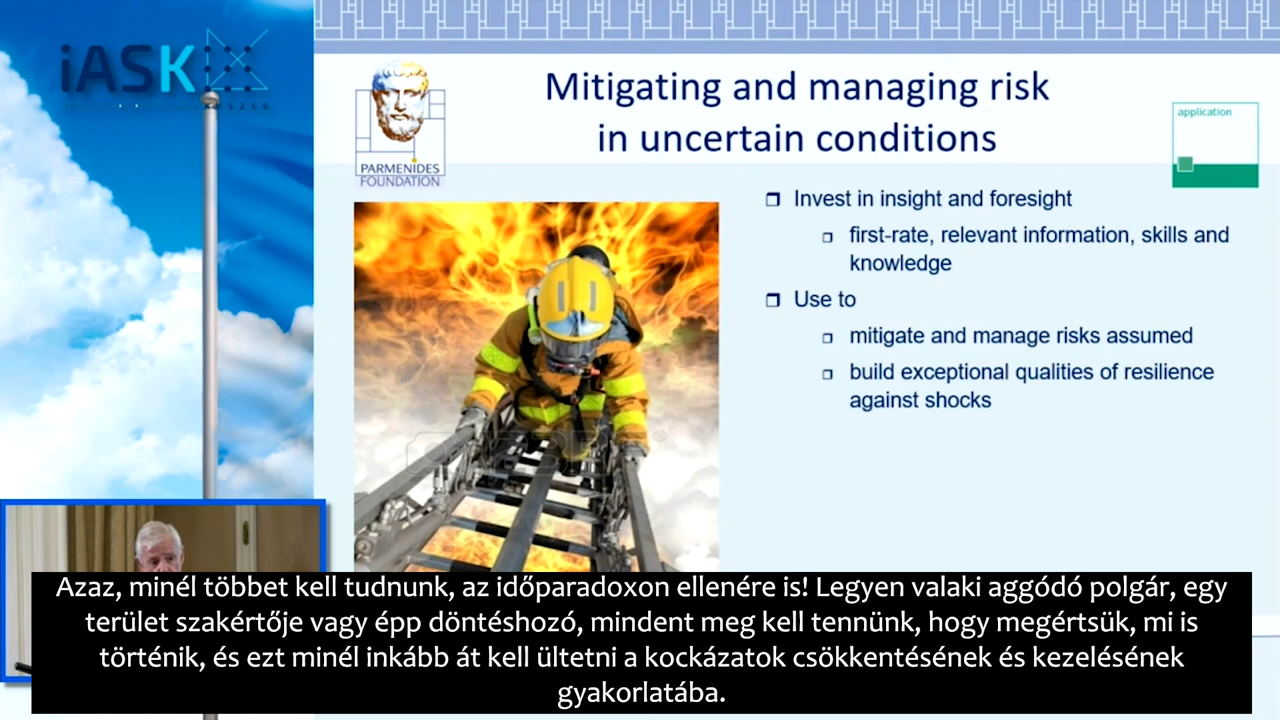 iASK
KŐSZEG
PARMENIDES
FOUNDATION
Mitigating and managing risk
in uncertain conditions
application
Invest in insight and foresight
first-rate, relevant information, skills and
knowledge
Use to
mitigate and manage risks assumed
build exceptional qualities of resilience
against shocks
Azaz, minél többet kell tudnunk, az időparadoxon ellenére is! Legyen valaki aggódó polgár, egy
terület szakértője vagy épp döntéshozó, mindent meg kell tennünk, hogy megértsük, mi is
történik, és ezt minél inkább át kell ültetni a kockázatok csökkentésének és kezelésének
gyakorlatába.